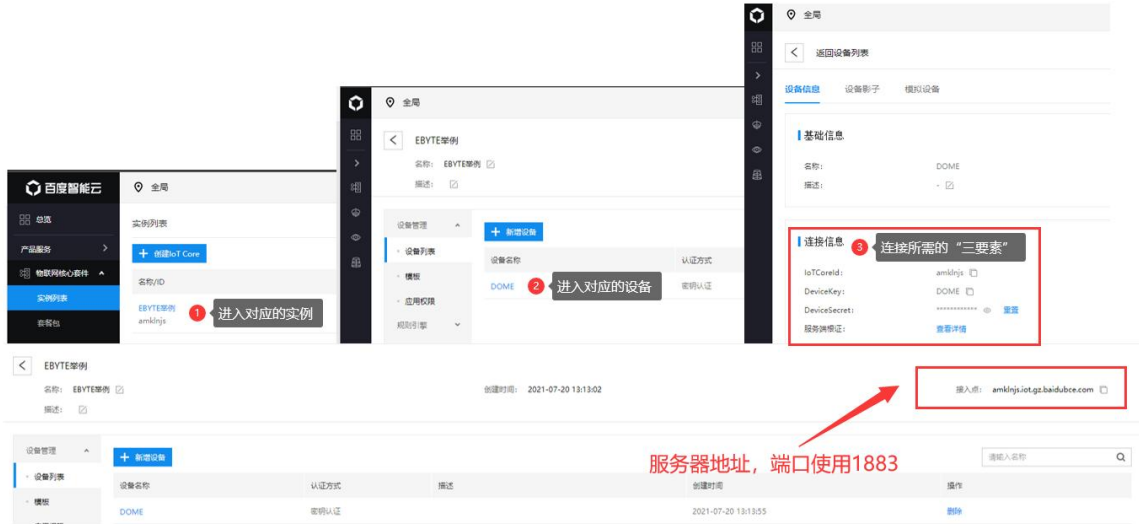 全局
返回设备列表
设备信息 设备影子 模拟设备
基础信息
名称: DOME
描述: -
连接信息 3 连接所需的“三要素”
IoTCoreId: amklnjs
DeviceKey: DOME
DeviceSecret: ************ 重置
服务端根证: 查看详情
全局
EBYTE举例
名称: EBYTE举例
描述:
设备管理
设备列表
模板
应用权限
规则引擎
+ 新增设备
设备名称 认证方式
DOME 2 进入对应的设备 密钥认证
百度智能云 全局
总览
产品服务
物联网核心套件
实例列表
套餐包
实例列表
+ 创建IoT Core
名称/ID
EBYTE举例 1 进入对应的实例
amklnjs
EBYTE举例
名称: EBYTE举例 创建时间: 2021-07-20 13:13:02 接入点: amklnjs.iot.gz.baidubce.com
描述:
服务器地址，端口使用1883
设备管理 + 新增设备 请输入名称
设备列表 设备名称 认证方式 描述 创建时间 操作
模板 DOME 密钥认证 2021-07-20 13:13:55 删除